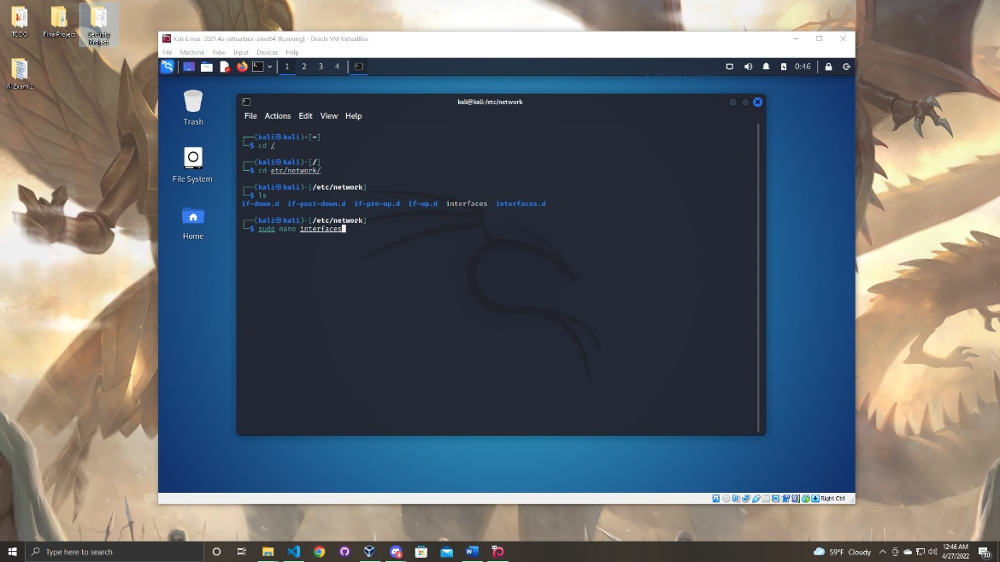 TODO
Fina Project
Security Project
AI Exam 2
Kali-Linux-2021.4a-virtualbox-amd64 [Running] - Oracle VM VirtualBox
File Machine View Input Devices Help
1 2 3 4
0:46
Trash
File System
Home
kali@kali: /etc/network
File Actions Edit View Help
┌──(kali㉿kali)-[~]
└─$ cd /
┌──(kali㉿kali)-[/]
└─$ cd etc/network/
┌──(kali㉿kali)-[/etc/network]
└─$ ls
if-down.d if-post-down.d if-pre-up.d if-up.d interfaces interfaces.d
┌──(kali㉿kali)-[/etc/network]
└─$ sudo nano interfaces
Right Ctrl
Type here to search
59°F Cloudy
12:46 AM
4/27/2022
30